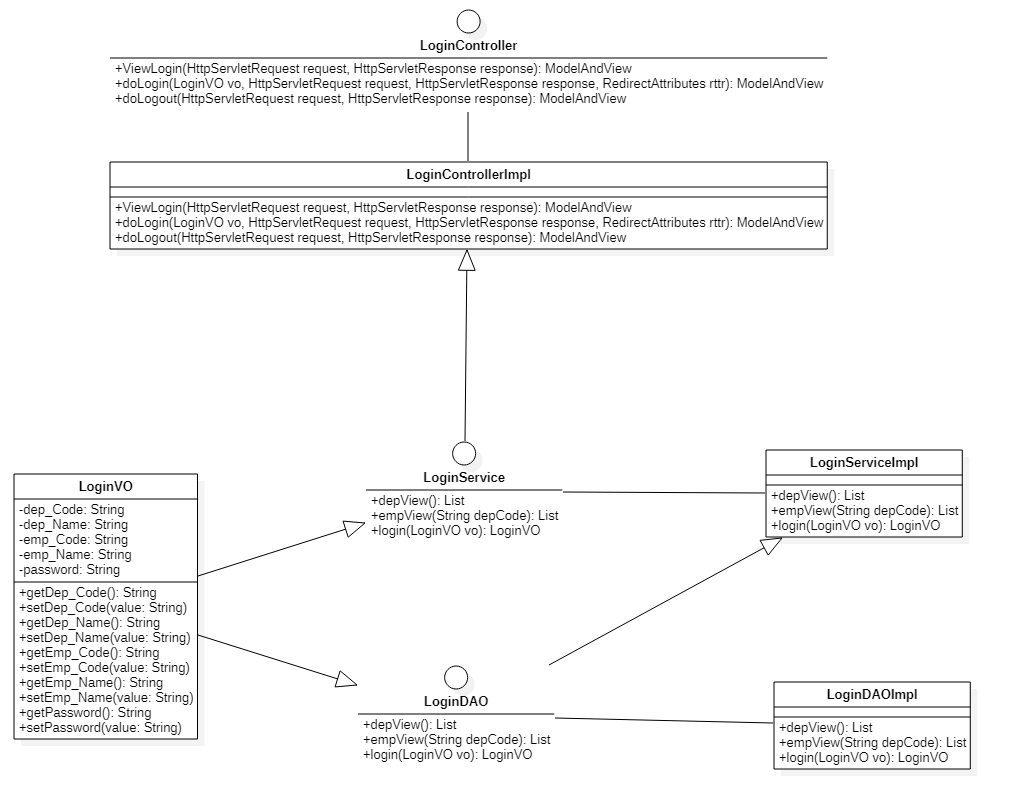 LoginController
+ViewLogin(HttpServletRequest request, HttpServletResponse response): ModelAndView
+doLogin(LoginVO vo, HttpServletRequest request, HttpServletResponse response, RedirectAttributes rttr): ModelAndView
+doLogout(HttpServletRequest request, HttpServletResponse response): ModelAndView
LoginControllerImpl
+ViewLogin(HttpServletRequest request, HttpServletResponse response): ModelAndView
+doLogin(LoginVO vo, HttpServletRequest request, HttpServletResponse response, RedirectAttributes rttr): ModelAndView
+doLogout(HttpServletRequest request, HttpServletResponse response): ModelAndView
LoginService
+depView(): List
+empView(String depCode): List
+login(LoginVO vo): LoginVO
LoginServiceImpl
+depView(): List
+empView(String depCode): List
+login(LoginVO vo): LoginVO
LoginVO
-dep_Code: String
-dep_Name: String
-emp_Code: String
-emp_Name: String
-password: String
+getDep_Code(): String
+setDep_Code(value: String)
+getDep_Name(): String
+setDep_Name(value: String)
+getEmp_Code(): String
+setEmp_Code(value: String)
+getEmp_Name(): String
+setEmp_Name(value: String)
+getPassword(): String
+setPassword(value: String)
LoginDAO
+depView(): List
+empView(String depCode): List
+login(LoginVO vo): LoginVO
LoginDAOImpl
+depView(): List
+empView(String depCode): List
+login(LoginVO vo): LoginVO